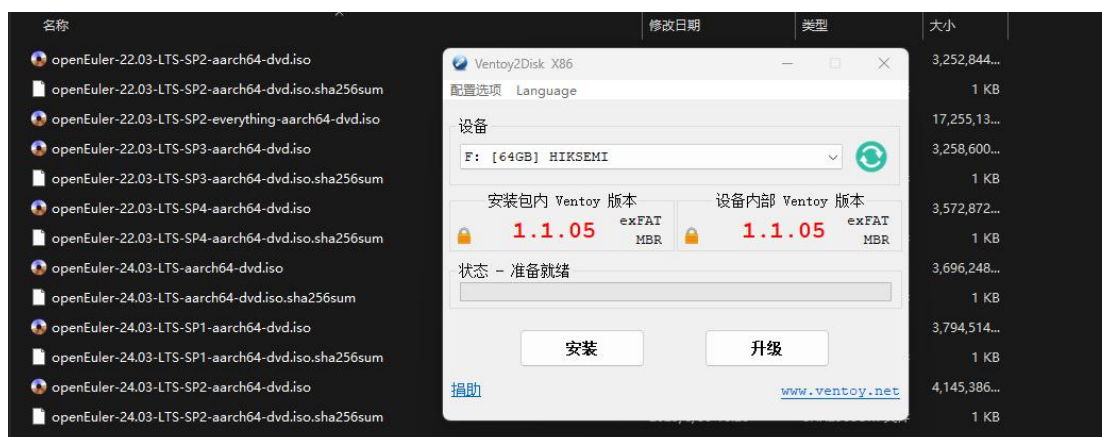 名称 修改日期 类型 大小
openEuler-22.03-LTS-SP2-aarch64-dvd.iso 3,252,844...
openEuler-22.03-LTS-SP2-aarch64-dvd.iso.sha256sum 1 KB
openEuler-22.03-LTS-SP2-everything-aarch64-dvd.iso 17,255,13...
openEuler-22.03-LTS-SP3-aarch64-dvd.iso 3,258,600...
openEuler-22.03-LTS-SP3-aarch64-dvd.iso.sha256sum 1 KB
openEuler-22.03-LTS-SP4-aarch64-dvd.iso 3,572,872...
openEuler-22.03-LTS-SP4-aarch64-dvd.iso.sha256sum 1 KB
openEuler-24.03-LTS-aarch64-dvd.iso 3,696,248...
openEuler-24.03-LTS-aarch64-dvd.iso.sha256sum 1 KB
openEuler-24.03-LTS-SP1-aarch64-dvd.iso 3,794,514...
openEuler-24.03-LTS-SP1-aarch64-dvd.iso.sha256sum 1 KB
openEuler-24.03-LTS-SP2-aarch64-dvd.iso 4,145,386...
openEuler-24.03-LTS-SP2-aarch64-dvd.iso.sha256sum 1 KB
Ventoy2Disk X86
配置选项 Language
设备
F: [64GB] HIKSEMI
安装包内 Ventoy 版本 设备内部 Ventoy 版本
1.1.05 exFAT MBR 1.1.05 exFAT MBR
状态 - 准备就绪
安装 升级
捐助 www.ventoy.net